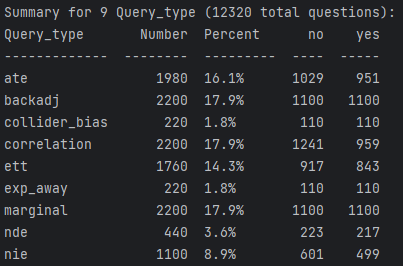 Summary for 9 Query_type (12320 total questions):
Query_type Number Percent no yes
------------- -------- --------- ---- -----
ate 1980 16.1% 1029 951
backadj 2200 17.9% 1100 1100
collider_bias 220 1.8% 110 110
correlation 2200 17.9% 1241 959
ett 1760 14.3% 917 843
exp_away 220 1.8% 110 110
marginal 2200 17.9% 1100 1100
nde 440 3.6% 223 217
nie 1100 8.9% 601 499